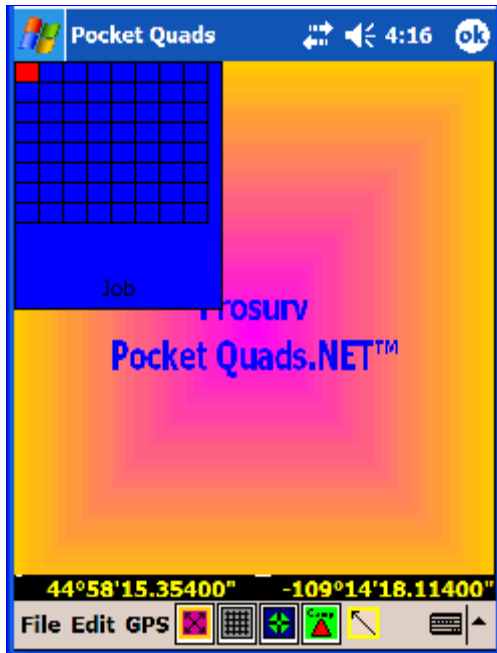 Pocket Quads 4:16 ok
Job
Prosurv
Pocket Quads.NET™
44°58'15.35400" -109°14'18.11400"
File Edit GPS Comp